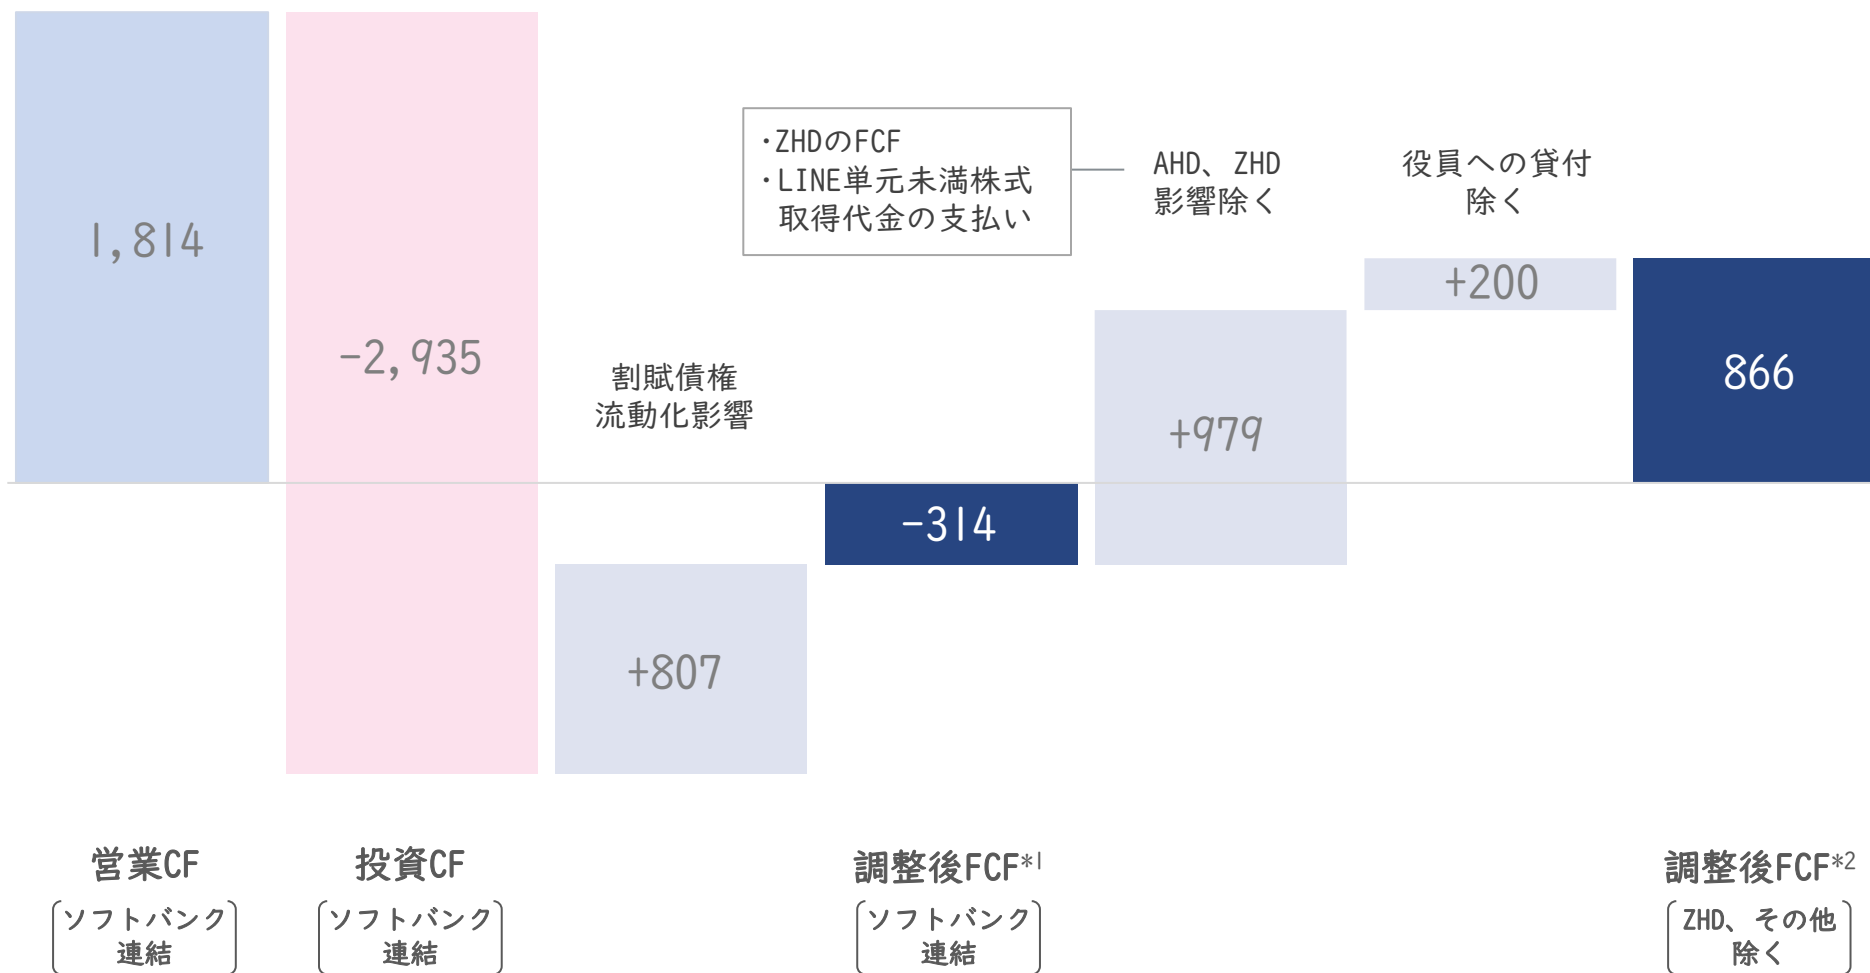 1,814
-2,935
割賦債権
流動化影響
+807
-314
・ZHDのFCF
・LINE単元未満株式
取得代金の支払い
AHD、ZHD
影響除く
+979
役員への貸付
除く
+200
866
営業CF
ソフトバンク
連結
投資CF
ソフトバンク
連結
調整後FCF*1
ソフトバンク
連結
調整後FCF*2
ZHD、その他
除く